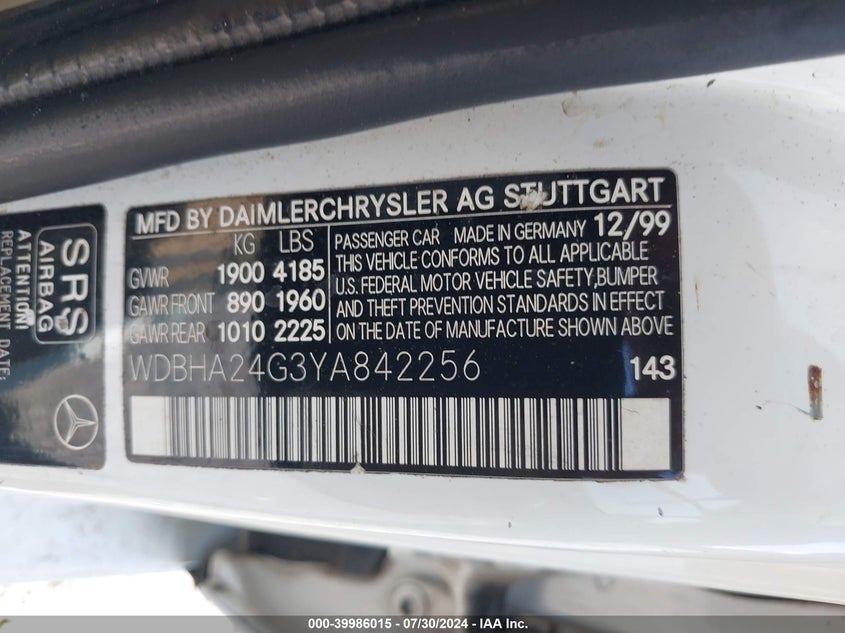 MFD BY DAIMLERCHRYSLER AG STUTTGART
KG LBS
GVWR 1900 4185
GAWR FRONT 890 1960
GAWR REAR 1010 2225
PASSENGER CAR MADE IN GERMANY 12/99
THIS VEHICLE CONFORMS TO ALL APPLICABLE
U.S. FEDERAL MOTOR VEHICLE SAFETY,BUMPER
AND THEFT PREVENTION STANDARDS IN EFFECT
ON THE DATE OF MANUFACTURE SHOWN ABOVE
WDBHA24G3YA842256 143
SRS
AIRBAG
ATTENTION!
REPLACEMENT DATE:
000-39986015 / 07/30/2024 - IAA Inc.